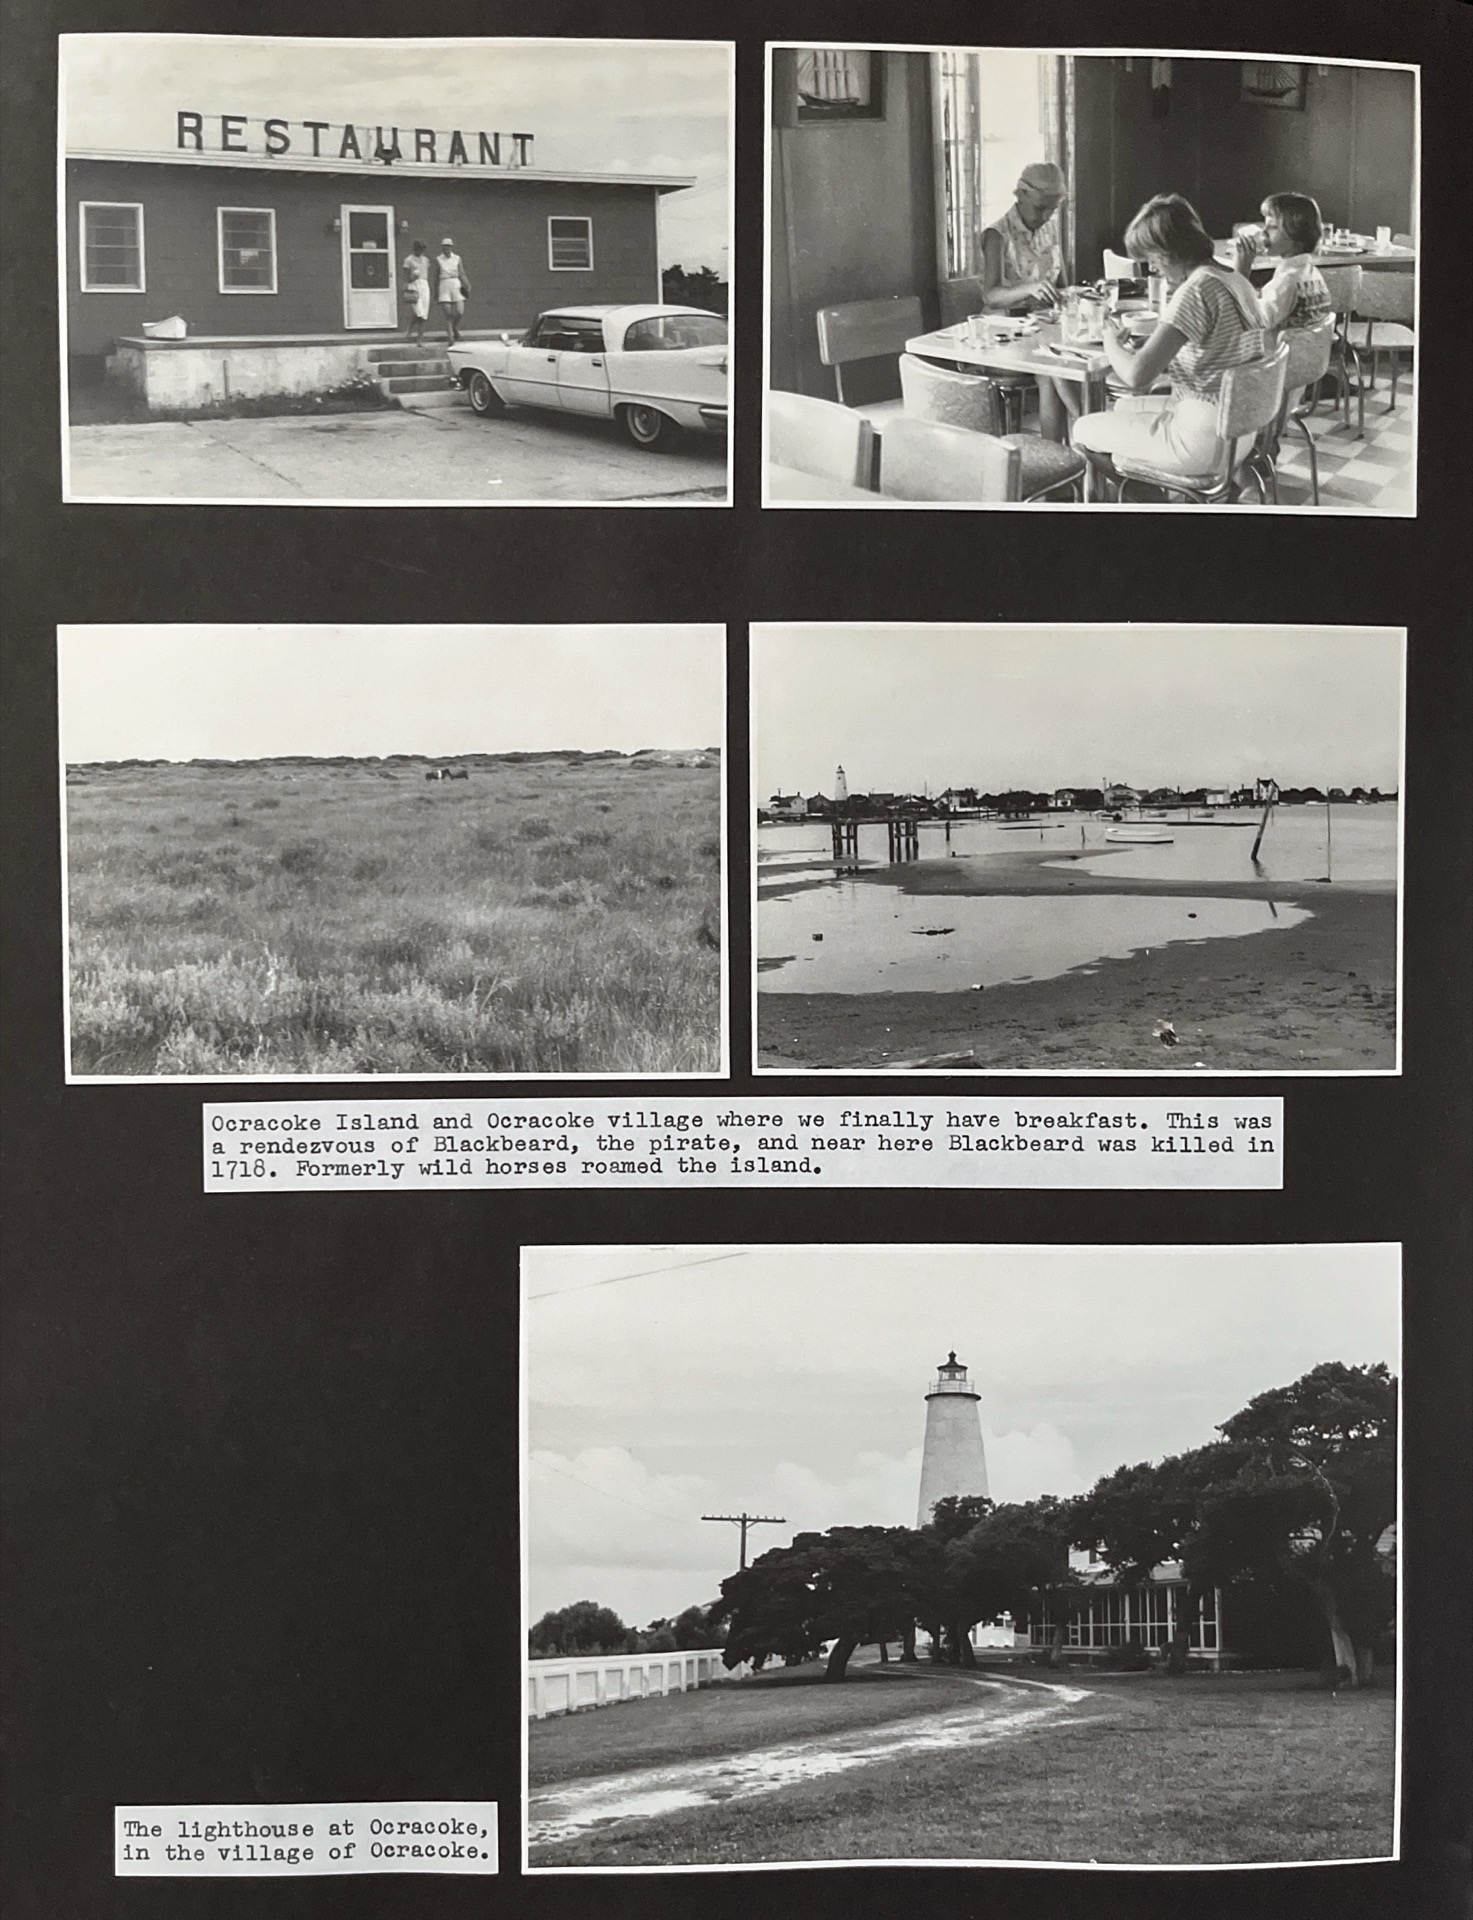 RESTAURANT
Ocracoke Island and Ocracoke village where we finally have breakfast. This was
a rendezvous of Blackbeard, the pirate, and near here Blackbeard was killed in
1718. Formerly wild horses roamed the island.
The lighthouse at Ocracoke,
in the village of Ocracoke.